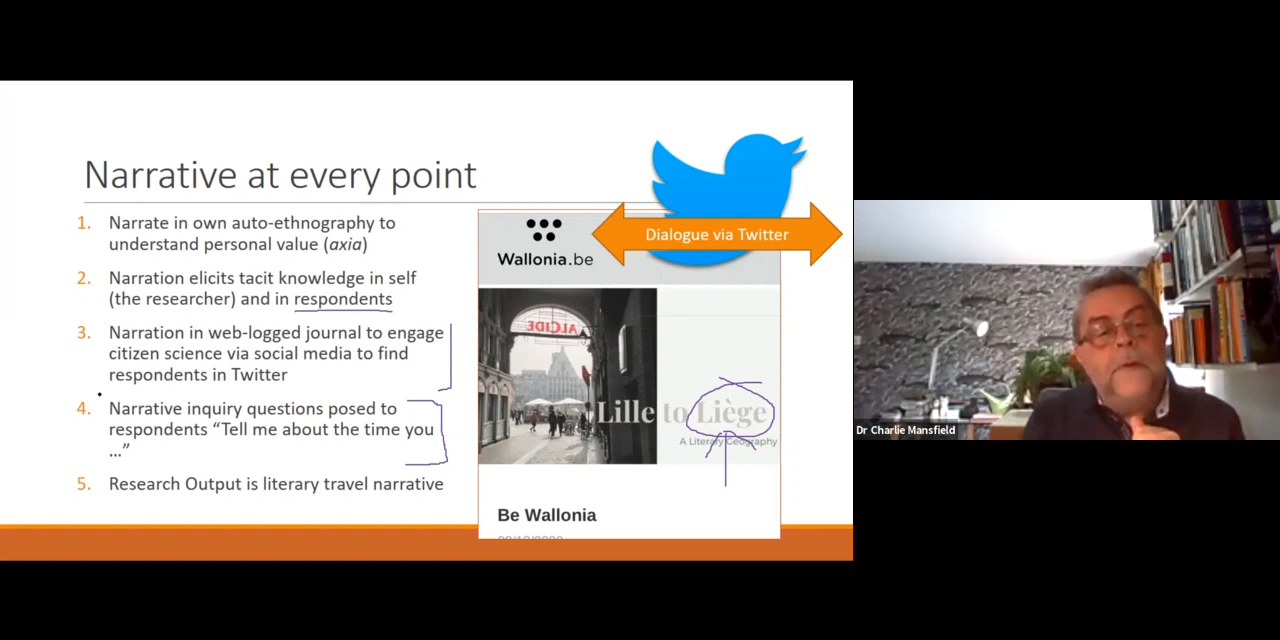 Narrative at every point
1. Narrate in own auto-ethnography to
understand personal value (axia)
2. Narration elicits tacit knowledge in self
(the researcher) and in respondents
3. Narration in web-logged journal to engage
citizen science via social media to find
respondents in Twitter
4. Narrative inquiry questions posed to
respondents “Tell me about the time you
...”
5. Research Output is literary travel narrative
Dialogue via Twitter
Wallonia.be
ALCIDE
Lille to Liège
A Literary Geography
Be Wallonia
Dr Charlie Mansfield